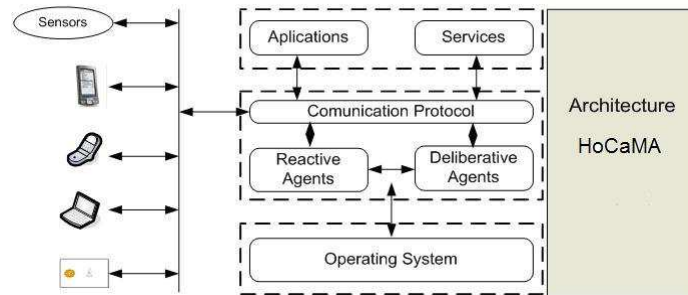 Sensors
Aplications
Services
Comunication Protocol
Reactive
Agents
Deliberative
Agents
Operating System
Architecture
HoCaMA